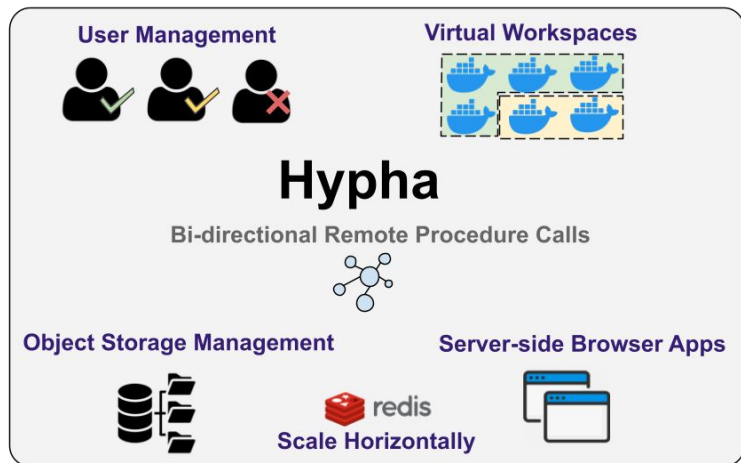 User Management
Virtual Workspaces
Hypha
Bi-directional Remote Procedure Calls
Object Storage Management
Server-side Browser Apps
redis
Scale Horizontally